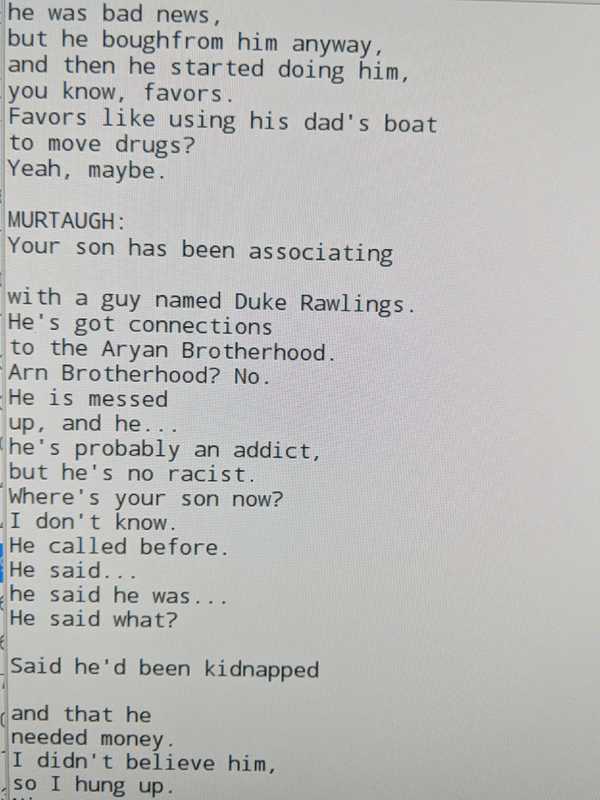 he was bad news,
but he boughfrom him anyway,
and then he started doing him,
you know, favors.
Favors like using his dad's boat
to move drugs?
Yeah, maybe.
MURTAUGH:
Your son has been associating
with a guy named Duke Rawlings.
He's got connections
to the Aryan Brotherhood.
Arn Brotherhood? No.
He is messed
up, and he...
he's probably an addict,
but he's no racist.
Where's your son now?
I don't know.
He called before.
He said...
he said he was...
He said what?
Said he'd been kidnapped
and that he
needed money.
I didn't believe him,
so I hung up.